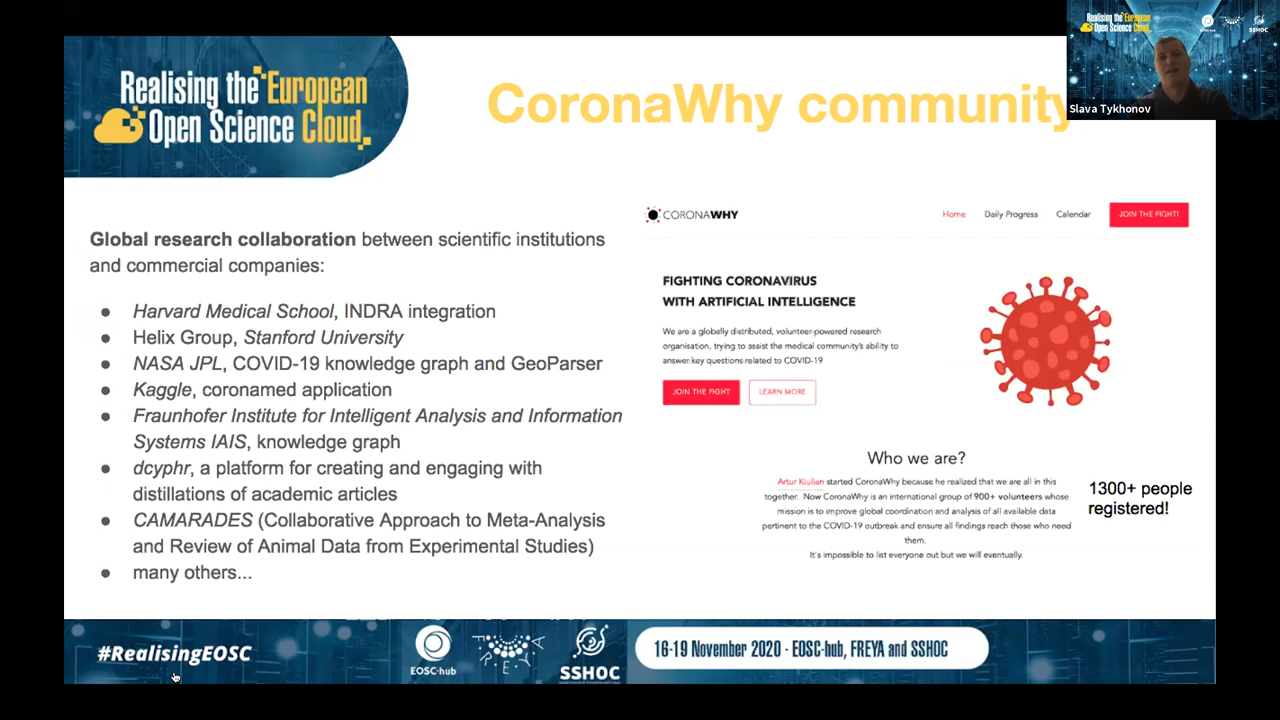 Realising the European
Open Science Cloud
CoronaWhy community
Realising the European
Open Science Cloud
SSHOC
Slava Tykhonov
Global research collaboration between scientific institutions
and commercial companies:
● Harvard Medical School, INDRA integration
● Helix Group, Stanford University
● NASA JPL, COVID-19 knowledge graph and GeoParser
● Kaggle, coronamed application
● Fraunhofer Institute for Intelligent Analysis and Information
Systems IAIS, knowledge graph
● dcyphr, a platform for creating and engaging with
distillations of academic articles
● CAMARADES (Collaborative Approach to Meta-Analysis
and Review of Animal Data from Experimental Studies)
● many others...
CORONAWHY
Home Daily Progress Calendar JOIN THE FIGHT!
FIGHTING CORONAVIRUS
WITH ARTIFICIAL INTELLIGENCE
We are a globally distributed, volunteer-powered research
organisation, trying to assist the medical community's ability to
answer key questions related to COVID-19
JOIN THE FIGHT LEARN MORE
Who we are?
Artur Kiulian started CoronaWhy because he realized that we are all in this
together. Now CoronaWhy is an international group of 900+ volunteers whose
mission is to improve global coordination and analysis of all available data
pertinent to the COVID-19 outbreak and ensure all findings reach those who need
them.
It's impossible to list everyone out but we will eventually.
1300+ people
registered!
#RealisingEOSC
EOSC-hub
FREYA
SSHOC
16-19 November 2020 - EOSC-hub, FREYA and SSHOC